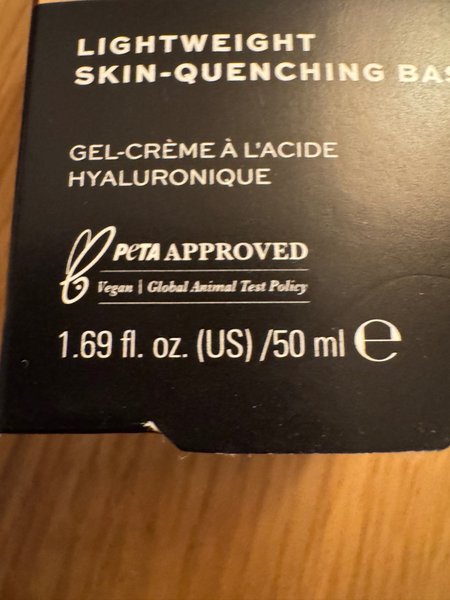 LIGHTWEIGHT
SKIN-QUENCHING
GEL-CRÈME À L'ACIDE
HYALURONIQUE
PETA APPROVED
Vegan | Global Animal Test Policy
1.69 fl. oz. (US) /50 ml ℮